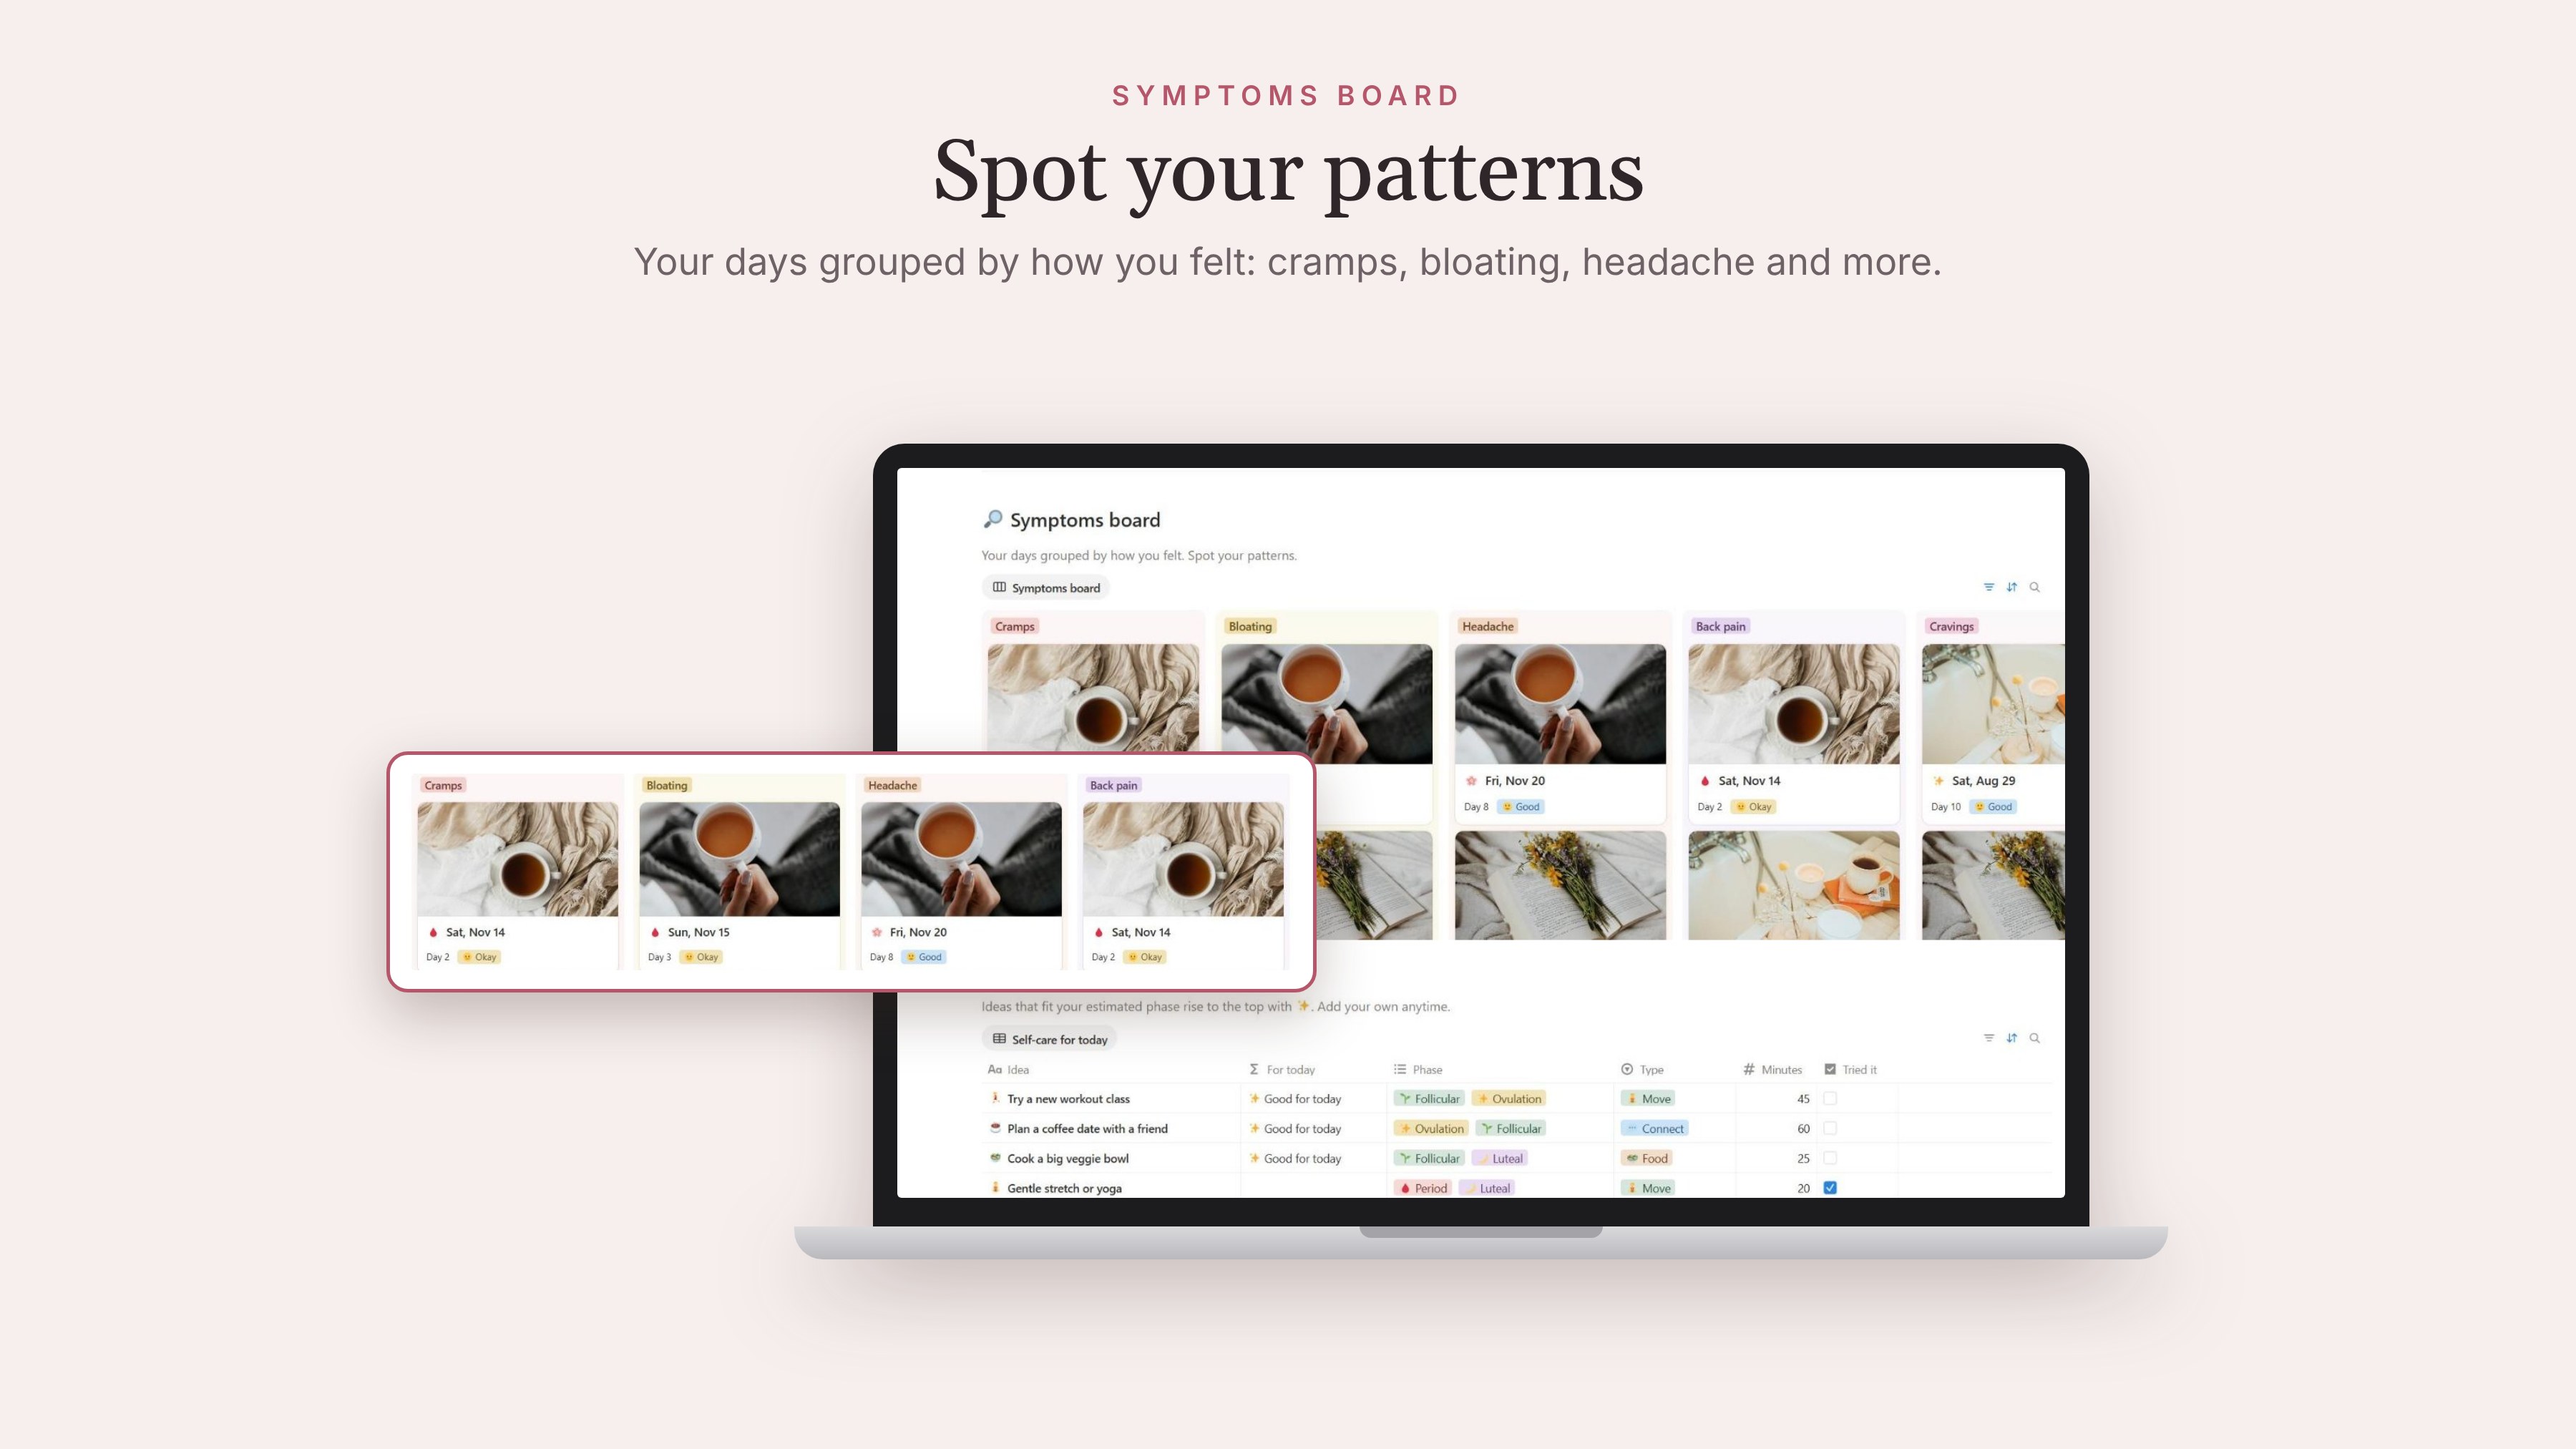 SYMPTOMS BOARD
Spot your patterns
Your days grouped by how you felt: cramps, bloating, headache and more.
Symptoms board
Your days grouped by how you felt. Spot your patterns.
Symptoms board
Cramps Bloating Headache Back pain Cravings
Fri, Nov 20 Sat, Nov 14 Sat, Aug 29
Day 8 Good Day 2 Okay Day 10 Good
Cramps Bloating Headache Back pain
Sat, Nov 14 Sun, Nov 15 Fri, Nov 20 Sat, Nov 14
Day 2 Okay Day 3 Okay Day 8 Good Day 2 Okay
Ideas that fit your estimated phase rise to the top with ✨. Add your own anytime.
Self-care for today
Aa Idea Σ For today Phase Type # Minutes Tried it
Try a new workout class Good for today Follicular Ovulation Move 45
Plan a coffee date with a friend Good for today Ovulation Follicular Connect 60
Cook a big veggie bowl Good for today Follicular Luteal Food 25
Gentle stretch or yoga Period Luteal Move 20